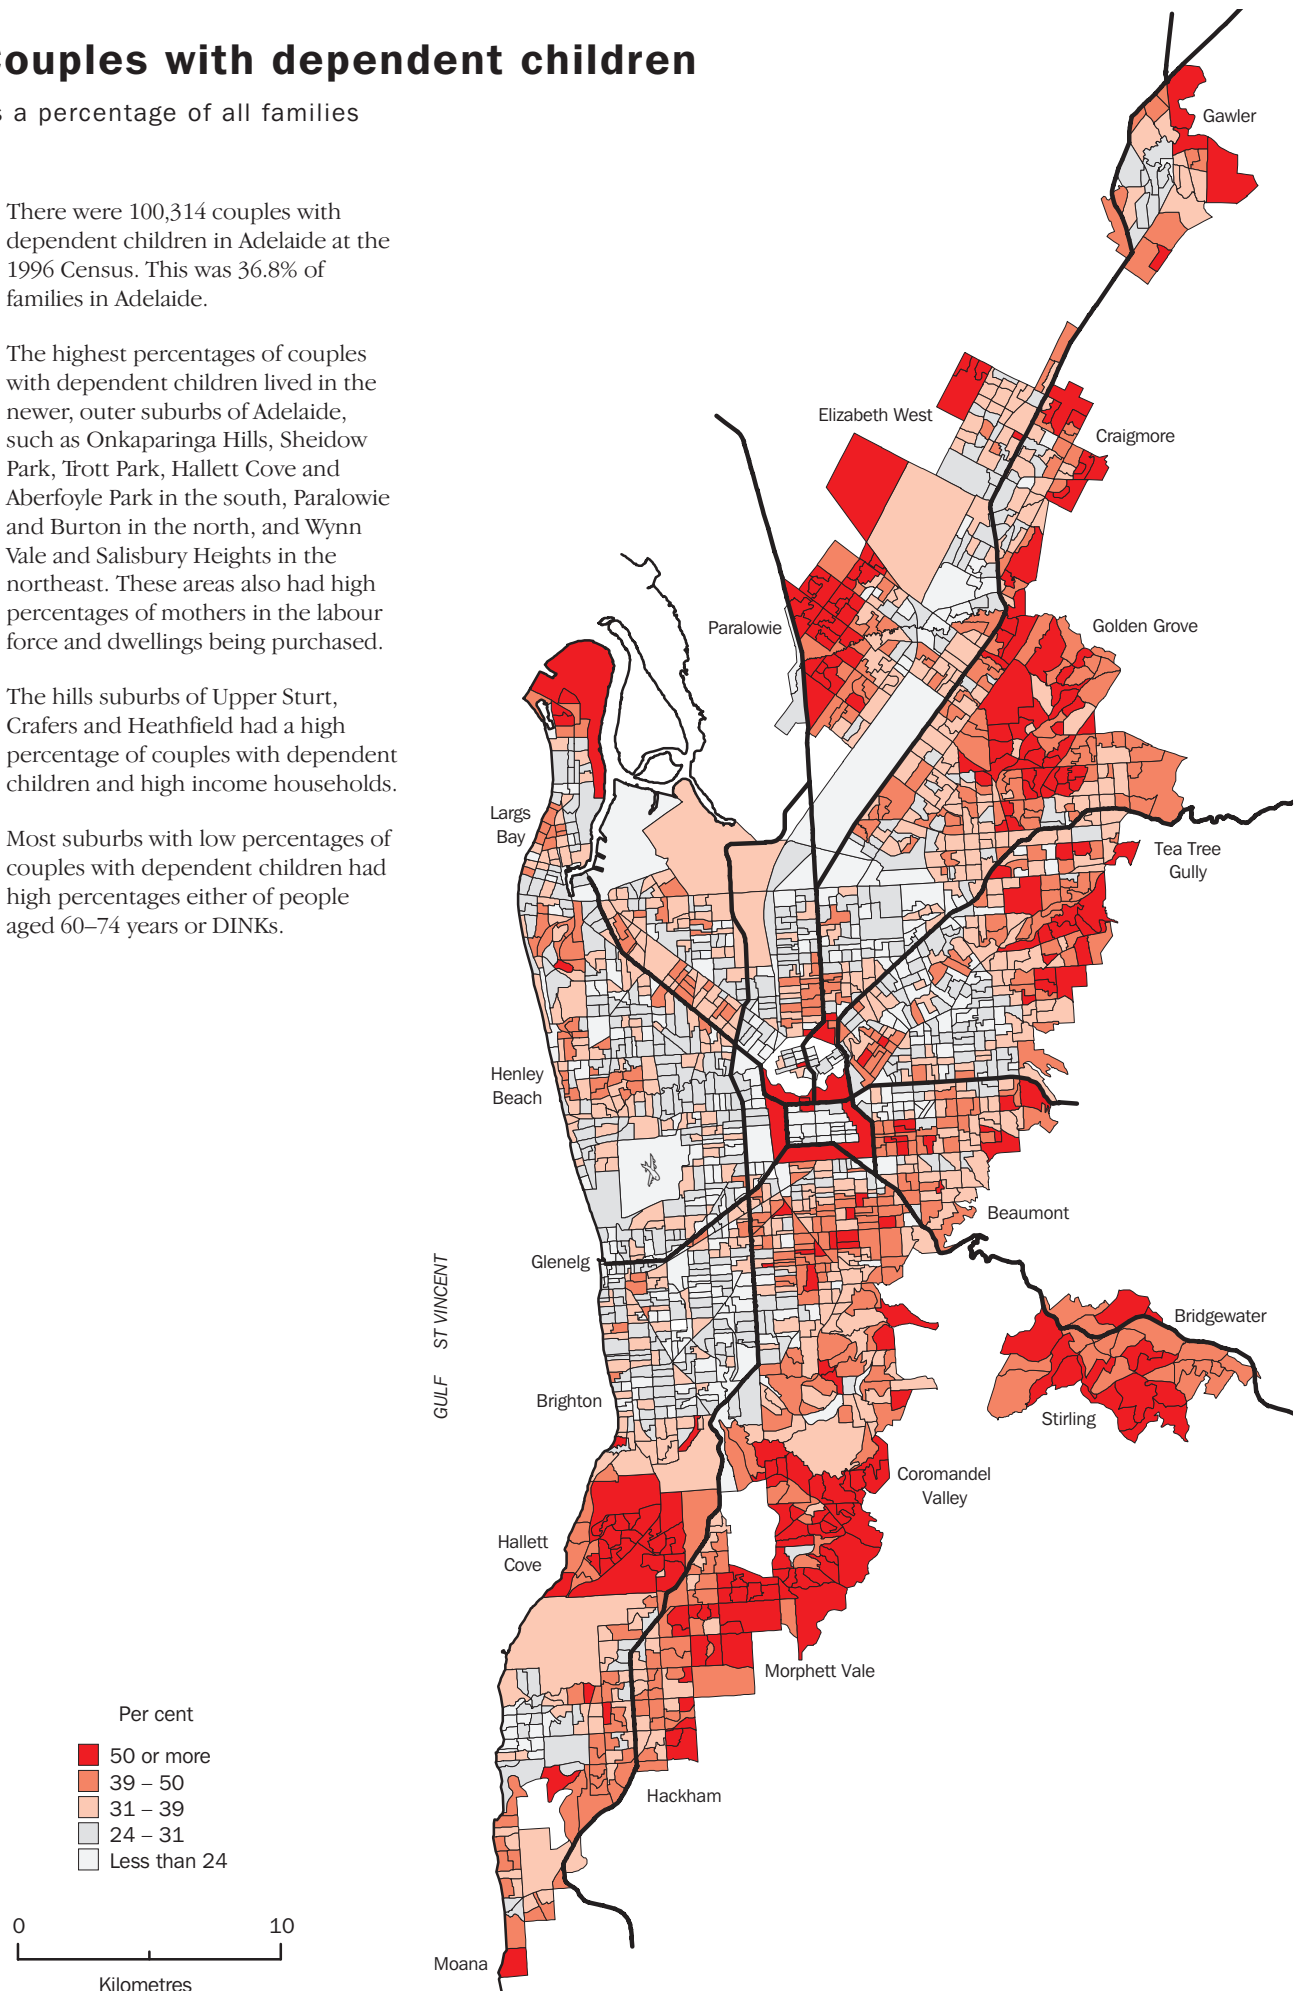 Couples with dependent children
s a percentage of all families
There were 100,314 couples with
dependent children in Adelaide at the
1996 Census. This was 36.8% of
families in Adelaide.
The highest percentages of couples
with dependent children lived in the
newer, outer suburbs of Adelaide,
such as Onkaparinga Hills, Sheidow
Park, Trott Park, Hallett Cove and
Aberfoyle Park in the south, Paralowie
and Burton in the north, and Wynn
Vale and Salisbury Heights in the
northeast. These areas also had high
percentages of mothers in the labour
force and dwellings being purchased.
The hills suburbs of Upper Sturt,
Crafers and Heathfield had a high
percentage of couples with dependent
children and high income households.
Most suburbs with low percentages of
couples with dependent children had
high percentages either of people
aged 60–74 years or DINKs.
Gawler
Elizabeth West
Craigmore
Paralowie
Golden Grove
Largs
Bay
Tea Tree
Gully
Henley
Beach
Beaumont
Glenelg
GULF ST VINCENT
Bridgewater
Brighton
Stirling
Coromandel
Valley
Hallett
Cove
Morphett Vale
Hackham
Moana
Per cent
50 or more
39 – 50
31 – 39
24 – 31
Less than 24
0 10
Kilometres